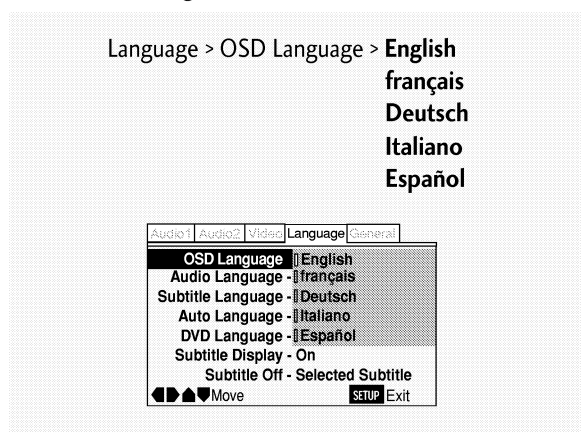 Language > OSD Language > English
français
Deutsch
Italiano
Español
Audio1 Audio2 Video Language General
OSD Language English
Audio Language - français
Subtitle Language - Deutsch
Auto Language - Italiano
DVD Language - Español
Subtitle Display - On
Subtitle Off - Selected Subtitle
Move SETUP Exit